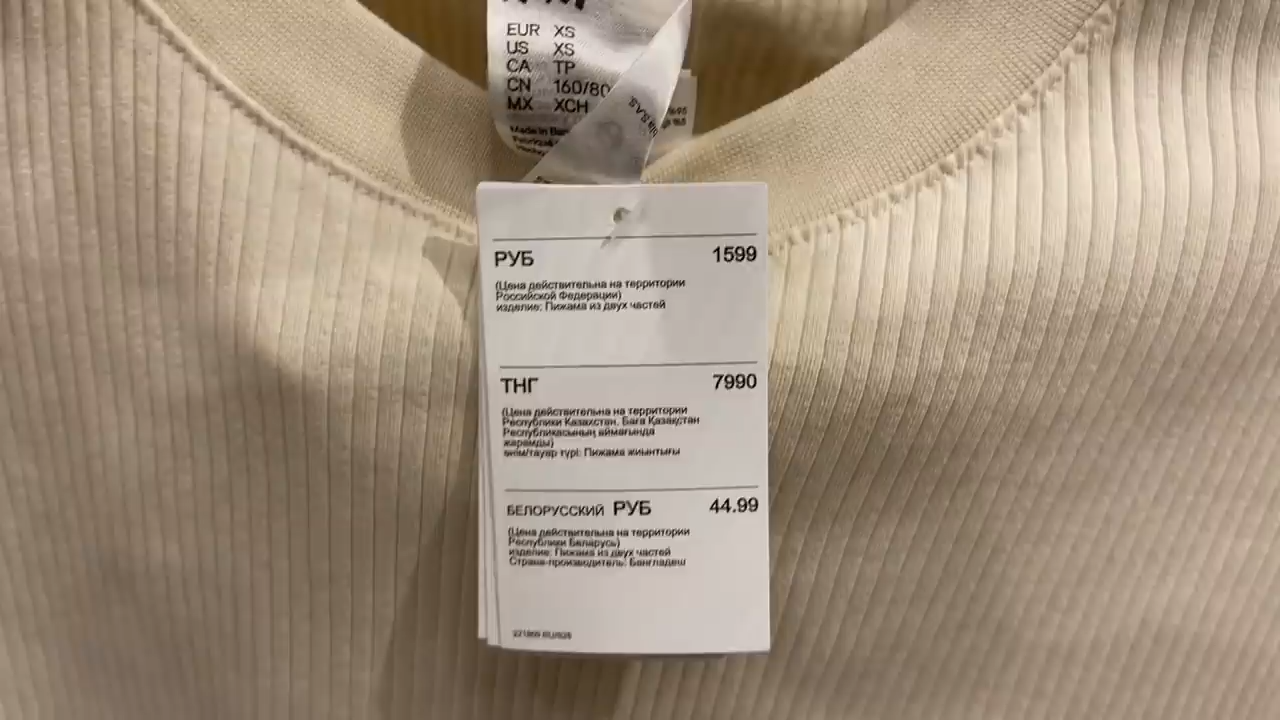 EUR XS
US XS
CA TP
CN 160/80
MX XCH
Made in
РУБ 1599
(Цена действительна на территории
Российской Федерации)
изделие: Пижама из двух частей
ТНГ 7990
(Цена действительна на территории
Республики Казахстан. Баға Қазақстан
Республикасының аймағында
жарамды)
өнім/тауар түрі: Пижама жиынтығы
БЕЛОРУССКИЙ РУБ 44.99
(Цена действительна на территории
Республики Беларусь)
изделие: Пижама из двух частей
Страна-производитель: Бангладеш